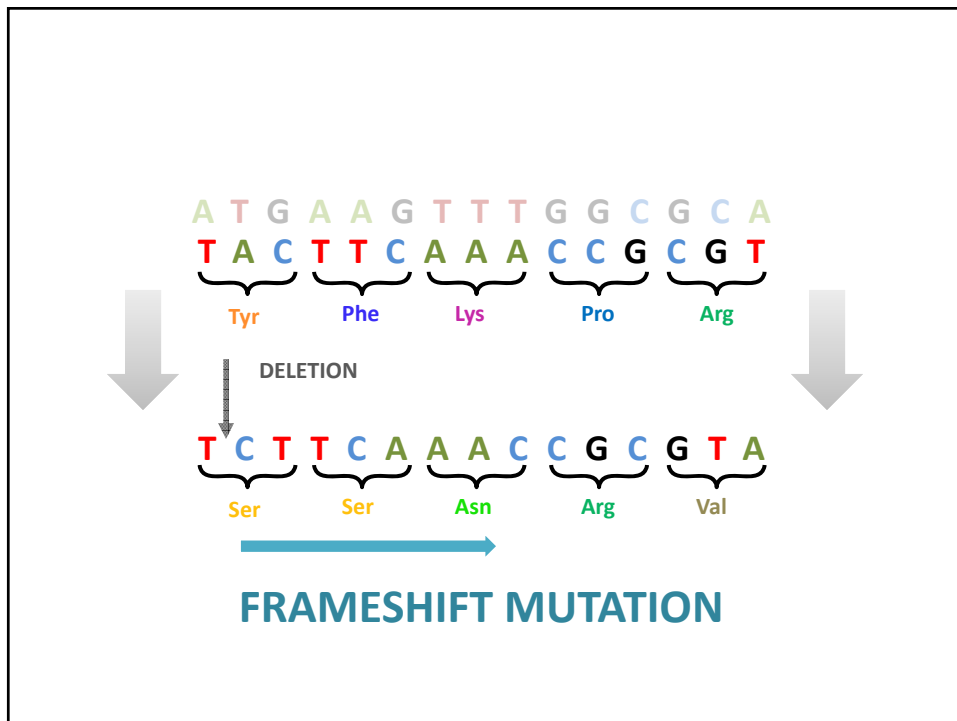 A T G A A G T T T G G C G C A
T A C T T C A A A C C G C G T
Tyr Phe Lys Pro Arg
DELETION
T C T T C A A A C C G C G T A
Ser Ser Asn Arg Val
FRAMESHIFT MUTATION